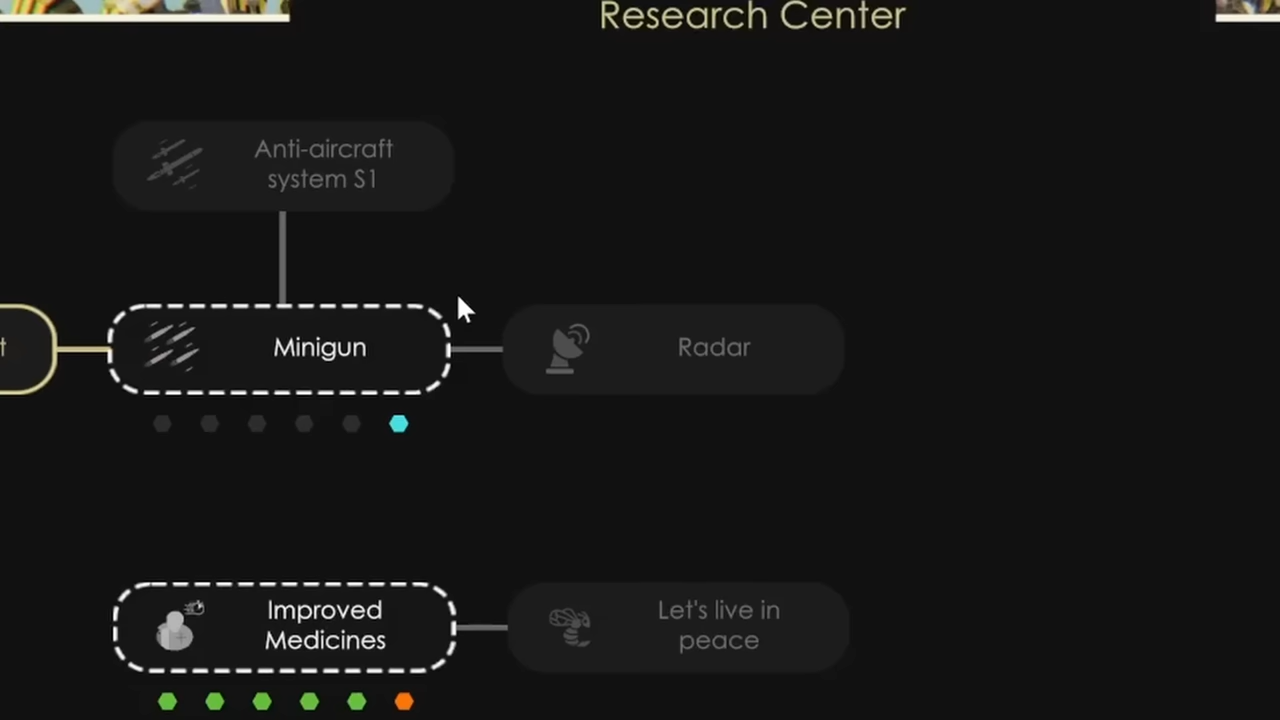 Research Center
Anti-aircraft
system S1
t
Minigun
Radar
Improved
Medicines
Let's live in
peace